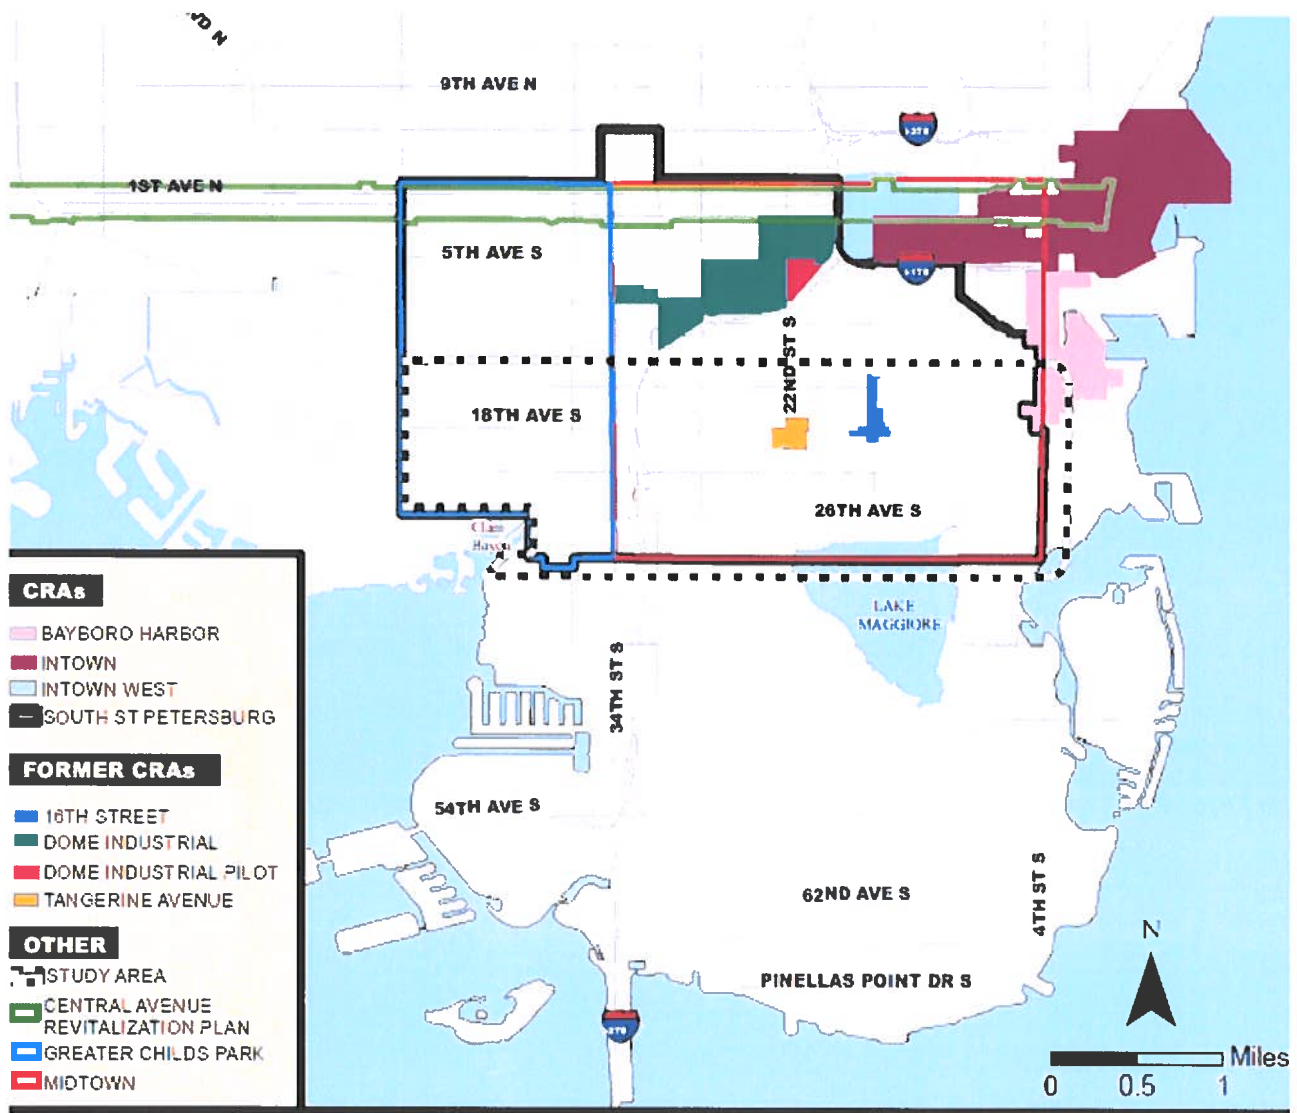 VD N
9TH AVE N
1ST AVE N
5TH AVE S
22ND ST S
18TH AVE S
26TH AVE S
Clam
Bayou
LAKE
MAGGIORE
34TH ST S
54TH AVE S
62ND AVE S
4TH ST S
PINELLAS POINT DR S
N
Miles
0 0.5 1
CRAs
BAYBORO HARBOR
INTOWN
INTOWN WEST
SOUTH ST PETERSBURG
FORMER CRAs
16TH STREET
DOME INDUSTRIAL
DOME INDUSTRIAL PILOT
TANGERINE AVENUE
OTHER
STUDY AREA
CENTRAL AVENUE
REVITALIZATION PLAN
GREATER CHILDS PARK
MIDTOWN